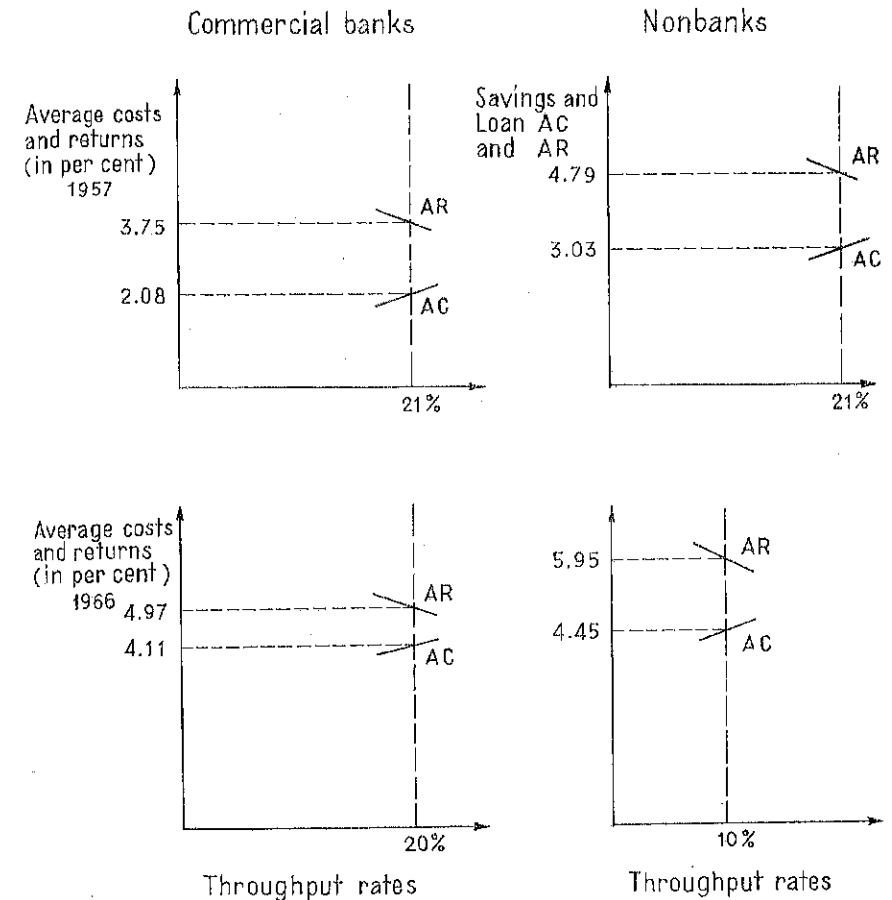 Commercial banks
Nonbanks
Average costs
and returns
(in per cent)
1957
3.75
2.08
AR
AC
21%
Savings and
Loan AC
and AR
4.79
3.03
AR
AC
21%
Average costs
and returns
(in per cent)
1966
4.97
4.11
AR
AC
20%
Throughput rates
5.95
4.45
AR
AC
10%
Throughput rates